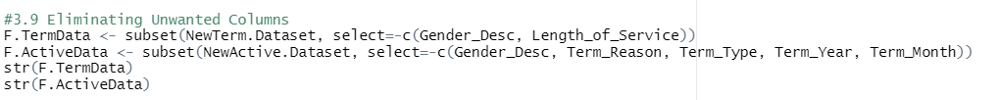 #3.9 Eliminating Unwanted Columns
F.TermData <- subset(NewTerm.Dataset, select=-c(Gender_Desc, Length_of_Service))
F.ActiveData <- subset(NewActive.Dataset, select=-c(Gender_Desc, Term_Reason, Term_Type, Term_Year, Term_Month))
str(F.TermData)
str(F.ActiveData)